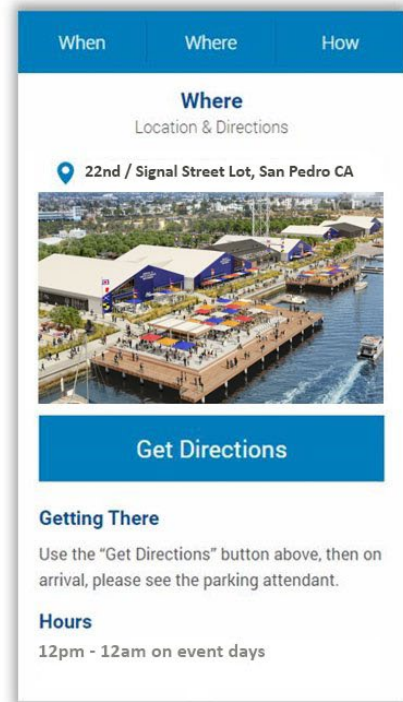 When Where How
Where
Location & Directions
22nd / Signal Street Lot, San Pedro CA
Get Directions
Getting There
Use the “Get Directions” button above, then on
arrival, please see the parking attendant.
Hours
12pm - 12am on event days